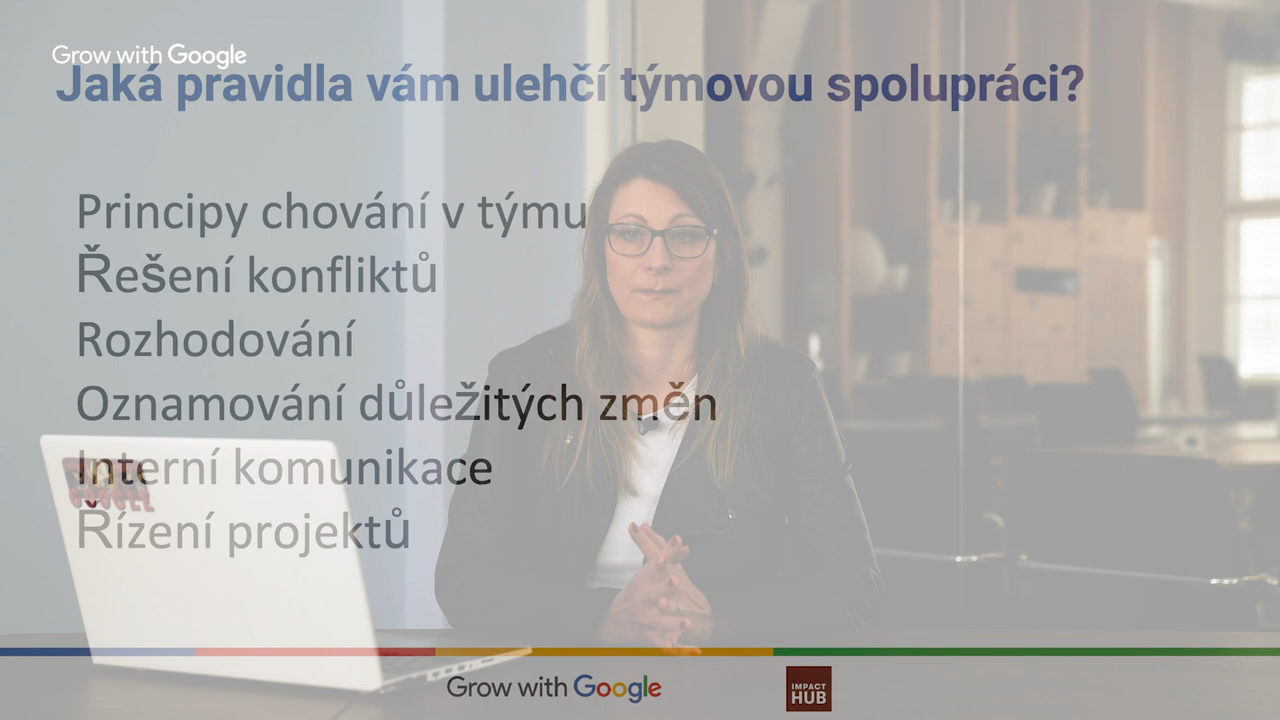 Grow with Google
Jaká pravidla vám ulehčí týmovou spolupráci?
Principy chování v týmu
Řešení konfliktů
Rozhodování
Oznamování důležitých změn
Interní komunikace
Řízení projektů
Grow with Google
IMPACT
HUB